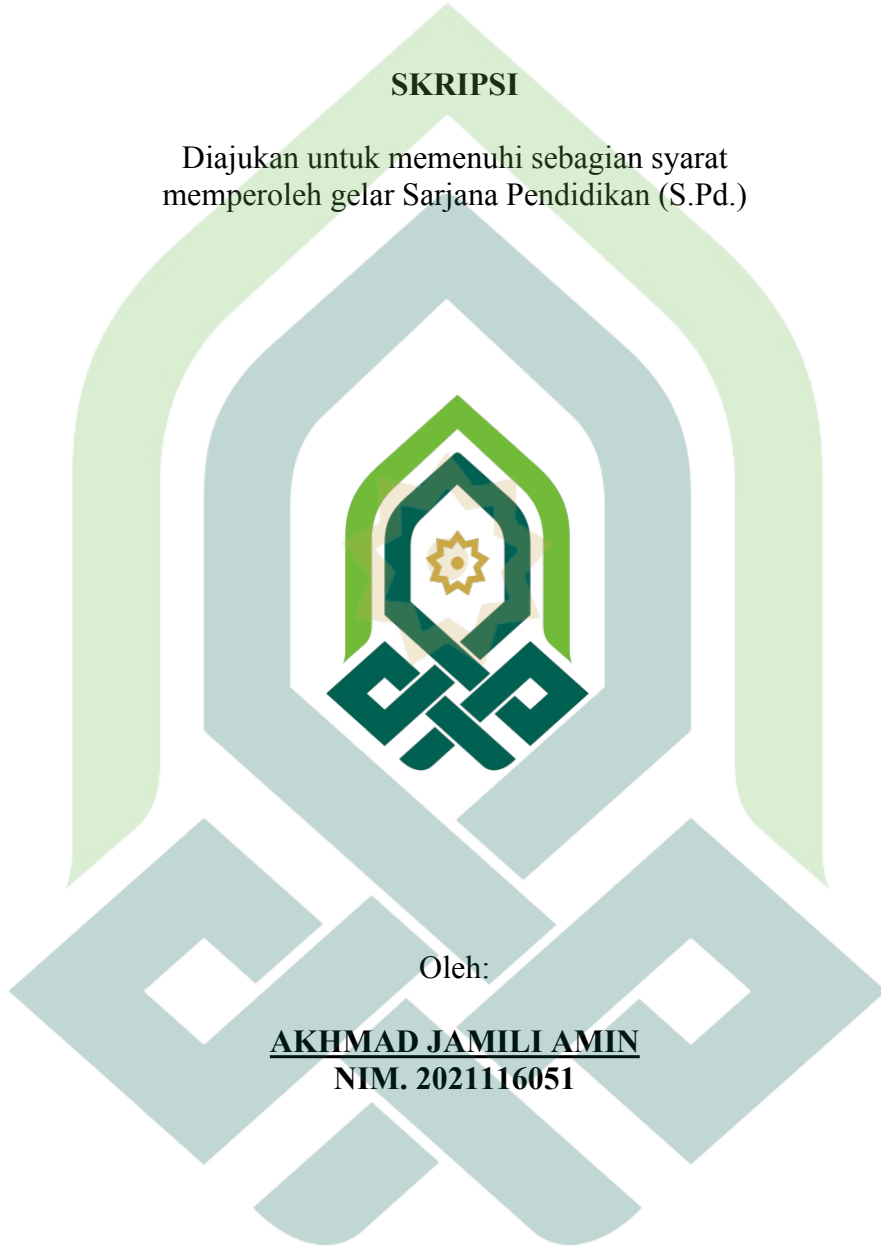 SKRIPSI
Diajukan untuk memenuhi sebagian syarat
memperoleh gelar Sarjana Pendidikan (S.Pd.)
Oleh:
AKHMAD JAMILI AMIN
NIM. 2021116051